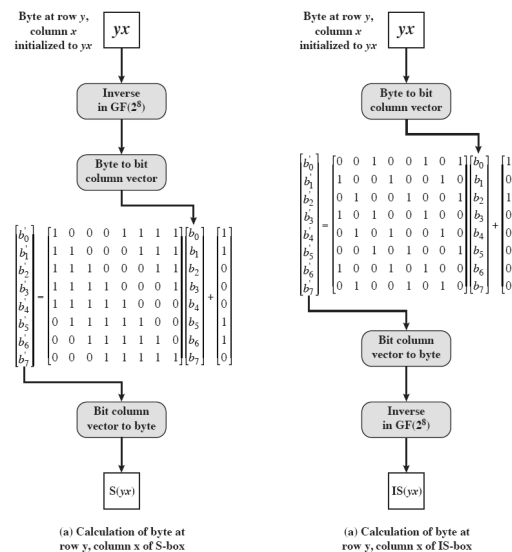 Byte at row y,
column x
initialized to yx
yx
Inverse
in GF(2⁸)
Byte to bit
column vector
b₀' 1 0 0 0 1 1 1 1 b₀ 1
b₁' 1 1 0 0 0 1 1 1 b₁ 1
b₂' 1 1 1 0 0 0 1 1 b₂ 0
b₃' = 1 1 1 1 0 0 0 1 b₃ + 0
b₄' 1 1 1 1 1 0 0 0 b₄ 0
b₅' 0 1 1 1 1 1 0 0 b₅ 1
b₆' 0 0 1 1 1 1 1 0 b₆ 1
b₇' 0 0 0 1 1 1 1 1 b₇ 0
Bit column
vector to byte
S(yx)
(a) Calculation of byte at
row y, column x of S-box
Byte at row y,
column x
initialized to yx
yx
Byte to bit
column vector
b₀' 0 0 1 0 0 1 0 1 b₀ 1
b₁' 1 0 0 1 0 0 1 0 b₁ 0
b₂' 0 1 0 0 1 0 0 1 b₂ 1
b₃' = 1 0 1 0 0 1 0 0 b₃ + 0
b₄' 0 1 0 1 0 0 1 0 b₄ 0
b₅' 0 0 1 0 1 0 0 1 b₅ 0
b₆' 1 0 0 1 0 1 0 0 b₆ 0
b₇' 0 1 0 0 1 0 1 0 b₇ 0
Bit column
vector to byte
Inverse
in GF(2⁸)
IS(yx)
(a) Calculation of byte at
row y, column x of IS-box